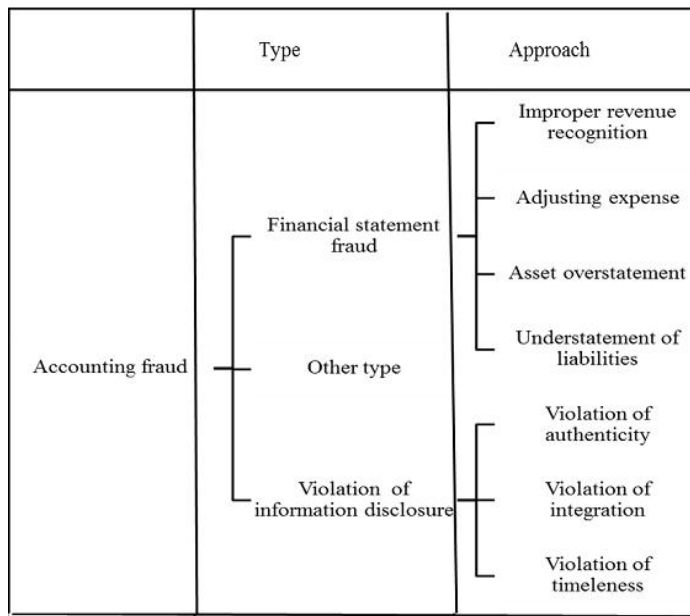 Type
Approach
Improper revenue
recognition
Adjusting expense
Financial statement
fraud
Asset overstatement
Understatement of
liabilities
Accounting fraud
Other type
Violation of
authenticity
Violation of
information disclosure
Violation of
integration
Violation of
timeleness